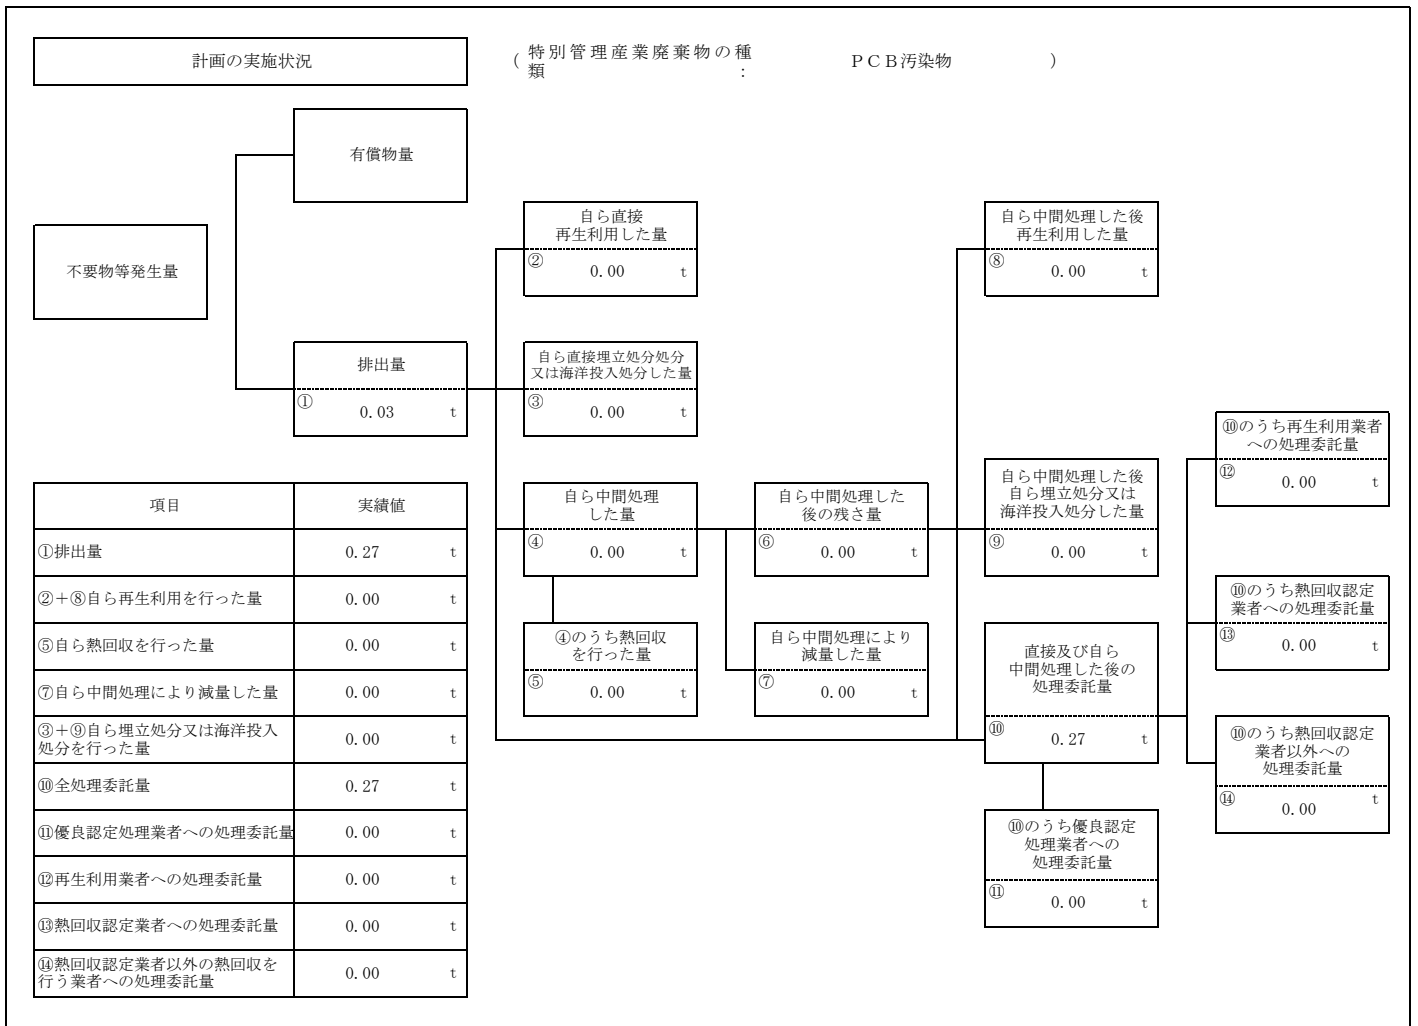 計画の実施状況
（ 特別管理産業廃棄物の種類 ： ＰＣＢ汚染物 ）
有償物量
不要物等発生量
自ら直接
再生利用した量
② 0.00 t
自ら中間処理した後
再生利用した量
⑧ 0.00 t
排出量
① 0.03 t
自ら直接埋立処分処分
又は海洋投入処分した量
③ 0.00 t
⑩のうち再生利用業者
への処理委託量
⑫ 0.00 t
自ら中間処理
した量
④ 0.00 t
自ら中間処理した
後の残さ量
⑥ 0.00 t
自ら中間処理した後
自ら埋立処分又は
海洋投入処分した量
⑨ 0.00 t
⑩のうち熱回収認定
業者への処理委託量
⑬ 0.00 t
④のうち熱回収
を行った量
⑤ 0.00 t
自ら中間処理により
減量した量
⑦ 0.00 t
直接及び自ら
中間処理した後の
処理委託量
⑩ 0.27 t
⑩のうち熱回収認定
業者以外への
処理委託量
⑭ 0.00 t
⑩のうち優良認定
処理業者への
処理委託量
⑪ 0.00 t
項目 実績値
①排出量 0.27 t
②＋⑧自ら再生利用を行った量 0.00 t
⑤自ら熱回収を行った量 0.00 t
⑦自ら中間処理により減量した量 0.00 t
③＋⑨自ら埋立処分又は海洋投入
処分を行った量 0.00 t
⑩全処理委託量 0.27 t
⑪優良認定処理業者への処理委託量 0.00 t
⑫再生利用業者への処理委託量 0.00 t
⑬熱回収認定業者への処理委託量 0.00 t
⑭熱回収認定業者以外の熱回収を
行う業者への処理委託量 0.00 t